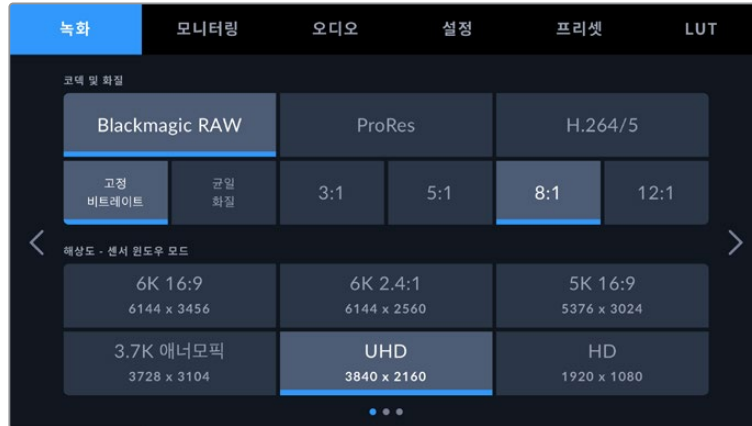 녹화 모니터링 오디오 설정 프리셋 LUT
코덱 및 화질
Blackmagic RAW ProRes H.264/5
고정 균일
비트레이트 화질 3:1 5:1 8:1 12:1
해상도 - 센서 윈도우 모드
6K 16:9 6K 2.4:1 5K 16:9
6144 x 3456 6144 x 2560 5376 x 3024
3.7K 애너모픽 UHD HD
3728 x 3104 3840 x 2160 1920 x 1080